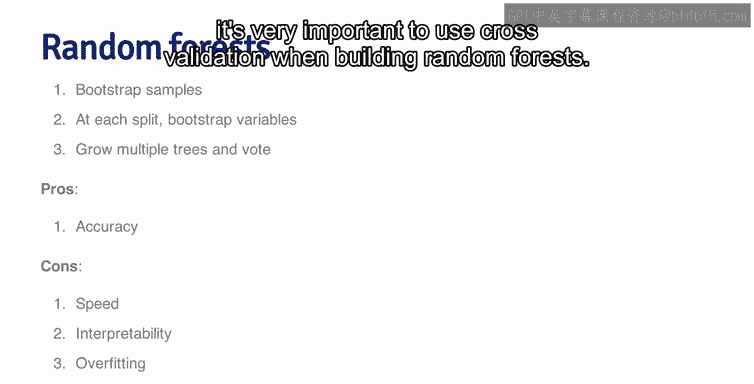 it's very important to use cross
validation when building random forests.
Random forests
1. Bootstrap samples
2. At each split, bootstrap variables
3. Grow multiple trees and vote
Pros:
1. Accuracy
Cons:
1. Speed
2. Interpretability
3. Overfitting